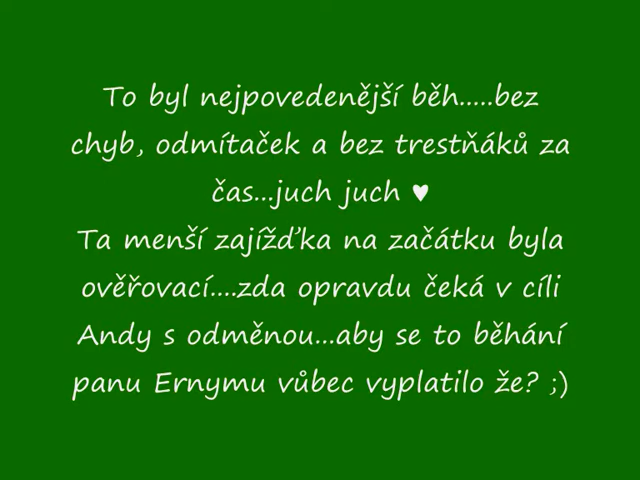 To byl nejpovedenější běh.....bez
chyb, odmítaček a bez trestňáků za
čas...juch juch ♥
Ta menší zajížďka na začátku byla
ověřovací....zda opravdu čeká v cíli
Andy s odměnou...aby se to běhání
panu Ernymu vůbec vyplatilo že? ;)